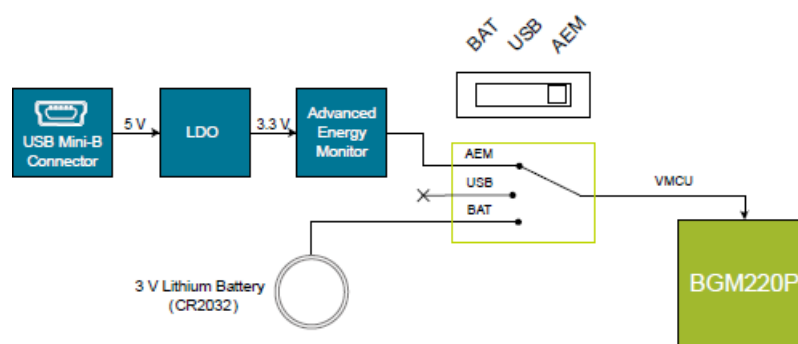 BAT USB AEM
USB Mini-B
Connector
5 V
LDO
3.3 V
Advanced
Energy
Monitor
AEM
USB
BAT
VMCU
BGM220P
3 V Lithium Battery
(CR2032)